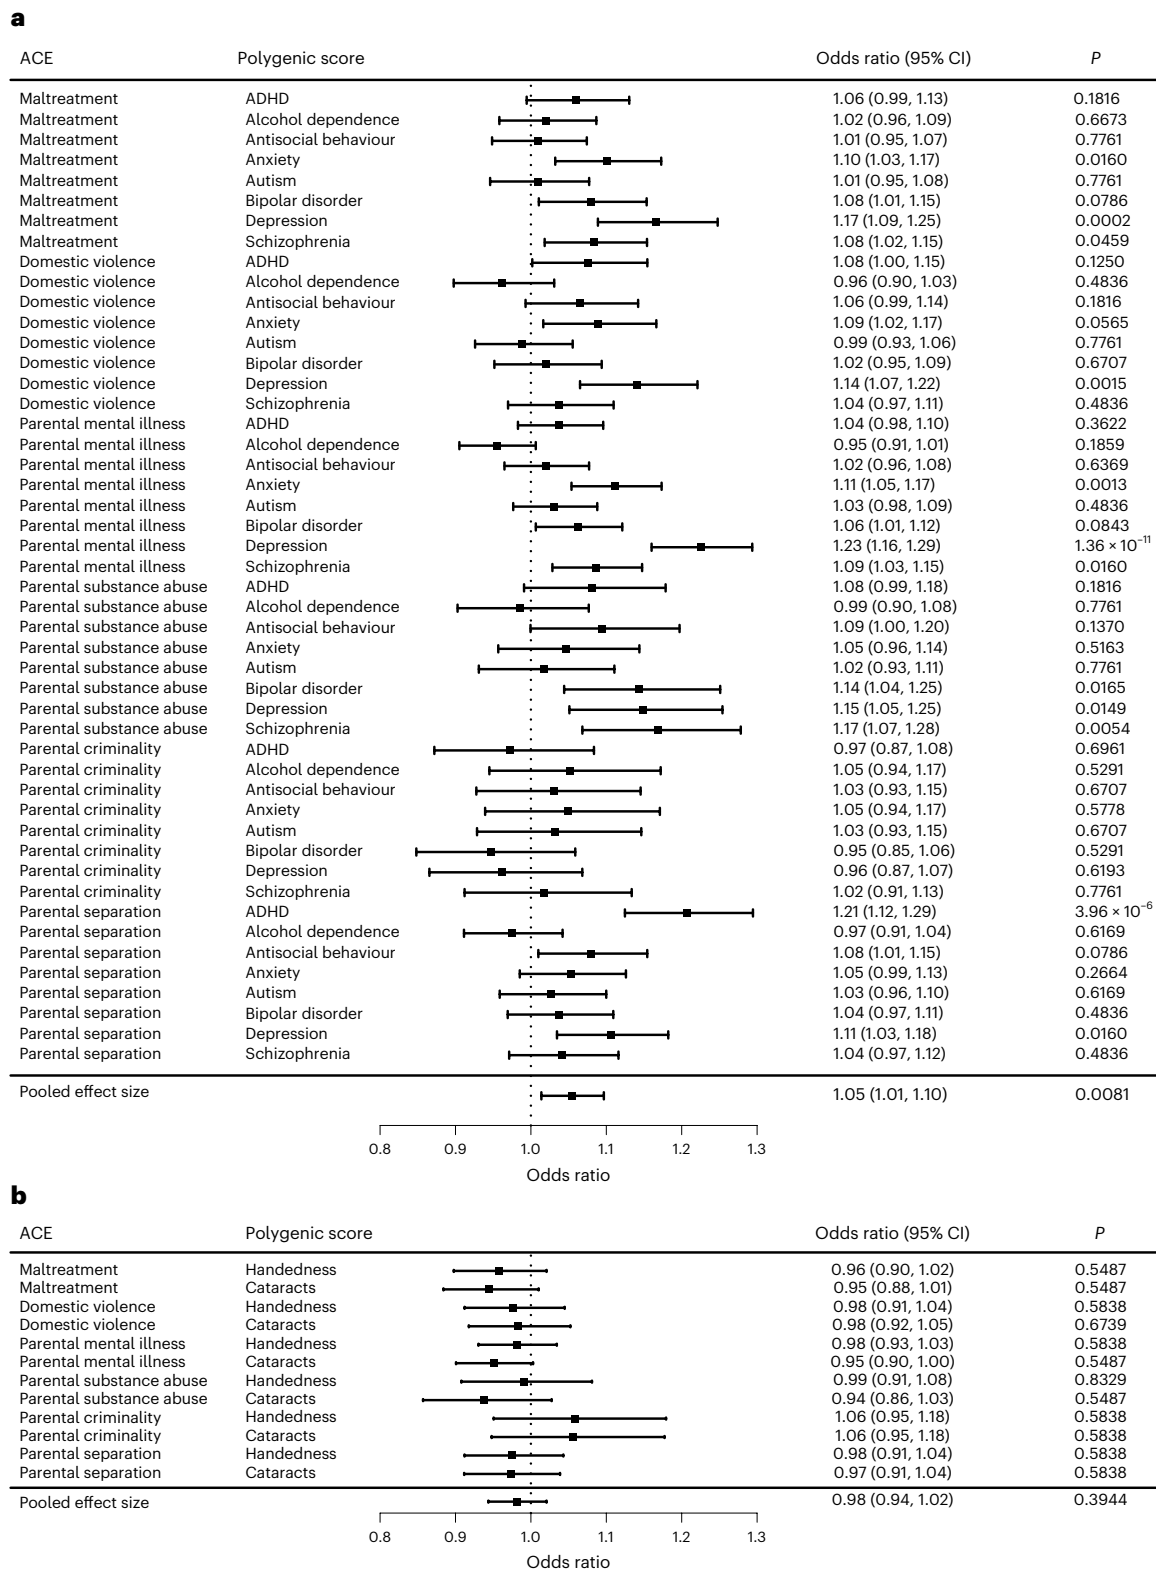 a
ACE Polygenic score Odds ratio (95% CI) P
Maltreatment ADHD 1.06 (0.99, 1.13) 0.1816
Maltreatment Alcohol dependence 1.02 (0.96, 1.09) 0.6673
Maltreatment Antisocial behaviour 1.01 (0.95, 1.07) 0.7761
Maltreatment Anxiety 1.10 (1.03, 1.17) 0.0160
Maltreatment Autism 1.01 (0.95, 1.08) 0.7761
Maltreatment Bipolar disorder 1.08 (1.01, 1.15) 0.0786
Maltreatment Depression 1.17 (1.09, 1.25) 0.0002
Maltreatment Schizophrenia 1.08 (1.02, 1.15) 0.0459
Domestic violence ADHD 1.08 (1.00, 1.15) 0.1250
Domestic violence Alcohol dependence 0.96 (0.90, 1.03) 0.4836
Domestic violence Antisocial behaviour 1.06 (0.99, 1.14) 0.1816
Domestic violence Anxiety 1.09 (1.02, 1.17) 0.0565
Domestic violence Autism 0.99 (0.93, 1.06) 0.7761
Domestic violence Bipolar disorder 1.02 (0.95, 1.09) 0.6707
Domestic violence Depression 1.14 (1.07, 1.22) 0.0015
Domestic violence Schizophrenia 1.04 (0.97, 1.11) 0.4836
Parental mental illness ADHD 1.04 (0.98, 1.10) 0.3622
Parental mental illness Alcohol dependence 0.95 (0.91, 1.01) 0.1859
Parental mental illness Antisocial behaviour 1.02 (0.96, 1.08) 0.6369
Parental mental illness Anxiety 1.11 (1.05, 1.17) 0.0013
Parental mental illness Autism 1.03 (0.98, 1.09) 0.4836
Parental mental illness Bipolar disorder 1.06 (1.01, 1.12) 0.0843
Parental mental illness Depression 1.23 (1.16, 1.29) 1.36 × 10⁻¹¹
Parental mental illness Schizophrenia 1.09 (1.03, 1.15) 0.0160
Parental substance abuse ADHD 1.08 (0.99, 1.18) 0.1816
Parental substance abuse Alcohol dependence 0.99 (0.90, 1.08) 0.7761
Parental substance abuse Antisocial behaviour 1.09 (1.00, 1.20) 0.1370
Parental substance abuse Anxiety 1.05 (0.96, 1.14) 0.5163
Parental substance abuse Autism 1.02 (0.93, 1.11) 0.7761
Parental substance abuse Bipolar disorder 1.14 (1.04, 1.25) 0.0165
Parental substance abuse Depression 1.15 (1.05, 1.25) 0.0149
Parental substance abuse Schizophrenia 1.17 (1.07, 1.28) 0.0054
Parental criminality ADHD 0.97 (0.87, 1.08) 0.6961
Parental criminality Alcohol dependence 1.05 (0.94, 1.17) 0.5291
Parental criminality Antisocial behaviour 1.03 (0.93, 1.15) 0.6707
Parental criminality Anxiety 1.05 (0.94, 1.17) 0.5778
Parental criminality Autism 1.03 (0.93, 1.15) 0.6707
Parental criminality Bipolar disorder 0.95 (0.85, 1.06) 0.5291
Parental criminality Depression 0.96 (0.87, 1.07) 0.6193
Parental criminality Schizophrenia 1.02 (0.91, 1.13) 0.7761
Parental separation ADHD 1.21 (1.12, 1.29) 3.96 × 10⁻⁶
Parental separation Alcohol dependence 0.97 (0.91, 1.04) 0.6169
Parental separation Antisocial behaviour 1.08 (1.01, 1.15) 0.0786
Parental separation Anxiety 1.05 (0.99, 1.13) 0.2664
Parental separation Autism 1.03 (0.96, 1.10) 0.6169
Parental separation Bipolar disorder 1.04 (0.97, 1.11) 0.4836
Parental separation Depression 1.11 (1.03, 1.18) 0.0160
Parental separation Schizophrenia 1.04 (0.97, 1.12) 0.4836
Pooled effect size 1.05 (1.01, 1.10) 0.0081
0.8 0.9 1.0 1.1 1.2 1.3
Odds ratio
b
ACE Polygenic score Odds ratio (95% CI) P
Maltreatment Handedness 0.96 (0.90, 1.02) 0.5487
Maltreatment Cataracts 0.95 (0.88, 1.01) 0.5487
Domestic violence Handedness 0.98 (0.91, 1.04) 0.5838
Domestic violence Cataracts 0.98 (0.92, 1.05) 0.6739
Parental mental illness Handedness 0.98 (0.93, 1.03) 0.5838
Parental mental illness Cataracts 0.95 (0.90, 1.00) 0.5487
Parental substance abuse Handedness 0.99 (0.91, 1.08) 0.8329
Parental substance abuse Cataracts 0.94 (0.86, 1.03) 0.5487
Parental criminality Handedness 1.06 (0.95, 1.18) 0.5838
Parental criminality Cataracts 1.06 (0.95, 1.18) 0.5838
Parental separation Handedness 0.98 (0.91, 1.04) 0.5838
Parental separation Cataracts 0.97 (0.91, 1.04) 0.5838
Pooled effect size 0.98 (0.94, 1.02) 0.3944
0.8 0.9 1.0 1.1 1.2 1.3
Odds ratio